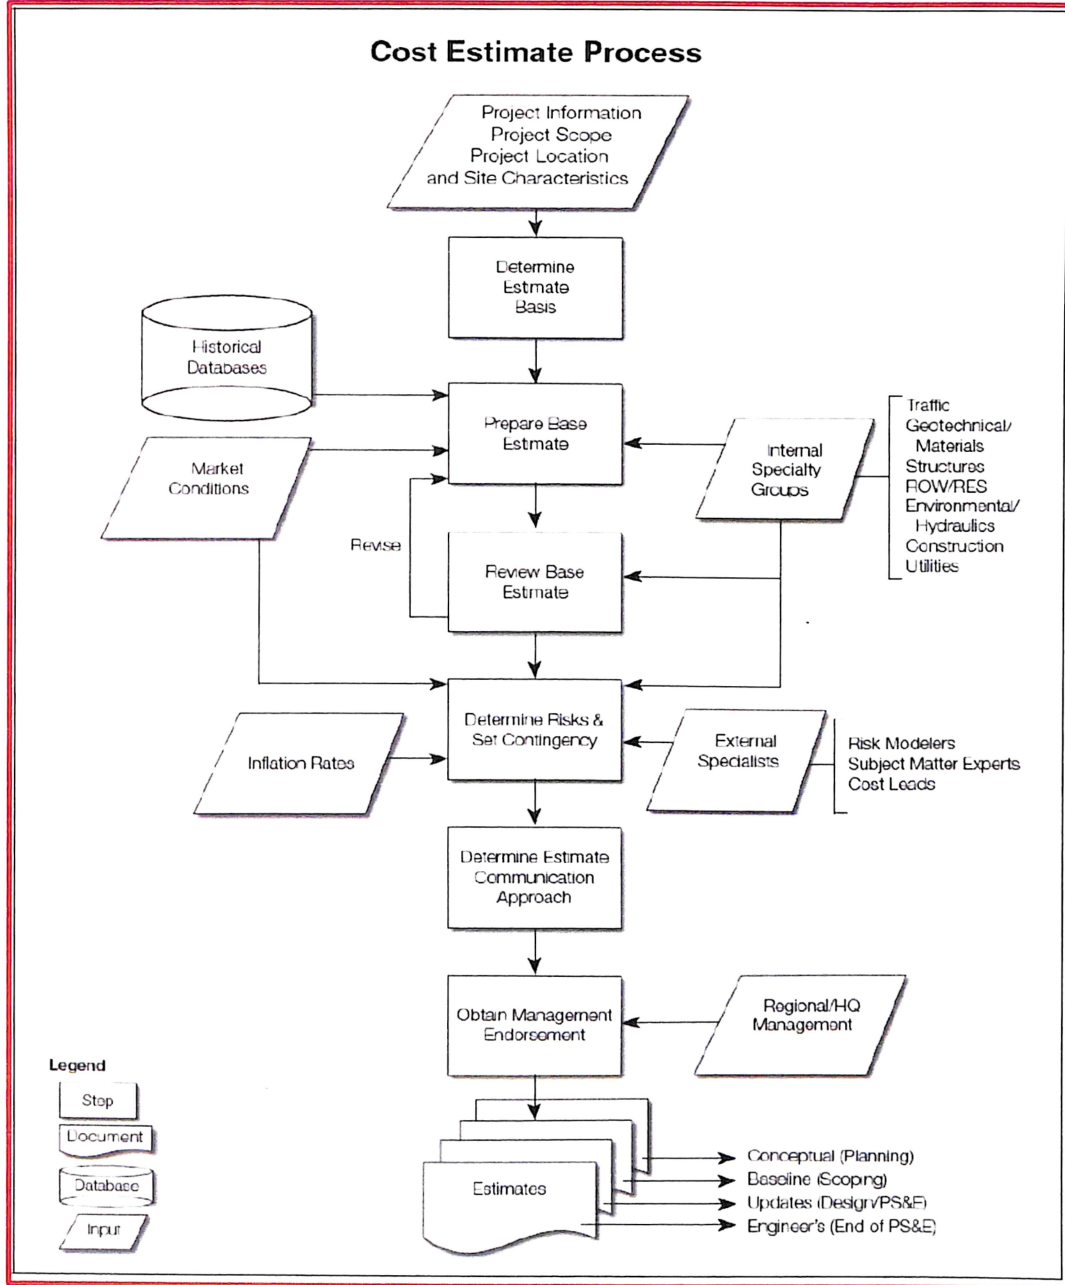 Cost Estimate Process
Project Information
Project Scope
Project Location
and Site Characteristics
Determine
Estimate
Basis
Historical
Databases
Prepare Base
Estimate
Market
Conditions
Internal
Specialty
Groups
Traffic
Geotechnical/
Materials
Structures
ROW/RES
Environmental/
Hydraulics
Construction
Utilities
Revise
Review Base
Estimate
Determine Risks &
Set Contingency
Inflation Rates
External
Specialists
Risk Modelers
Subject Matter Experts
Cost Leads
Determine Estimate
Communication
Approach
Obtain Management
Endorsement
Regional/HQ
Management
Legend
Step
Document
Database
Input
Estimates
Conceptual (Planning)
Baseline (Scoping)
Updates (Design/PS&E)
Engineer's (End of PS&E)